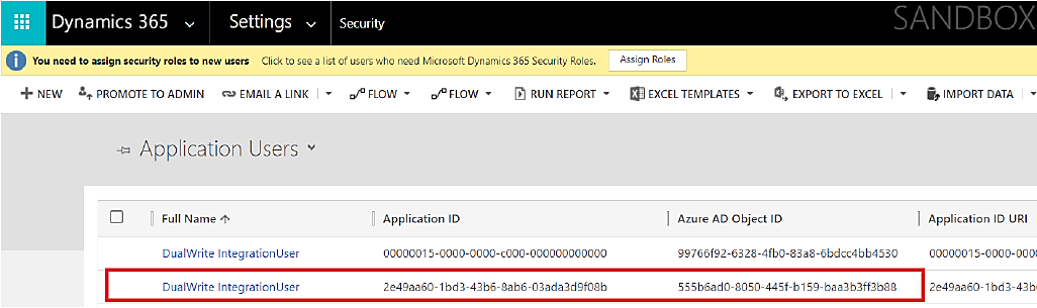 Dynamics 365 Settings Security SANDBOX
You need to assign security roles to new users Click to see a list of users who need Microsoft Dynamics 365 Security Roles. Assign Roles
NEW PROMOTE TO ADMIN EMAIL A LINK FLOW FLOW RUN REPORT EXCEL TEMPLATES EXPORT TO EXCEL IMPORT DATA
Application Users
Full Name Application ID Azure AD Object ID Application ID URI
DualWrite IntegrationUser 00000015-0000-0000-c000-000000000000 99766f92-6328-4fb0-83a8-6bdcc4bb4530 00000015-0000-000
DualWrite IntegrationUser 2e49aa60-1bd3-43b6-8ab6-03ada3d9f08b 555b6ad0-8050-445f-b159-baa3b3ff3b88 2e49aa60-1bd3-43b